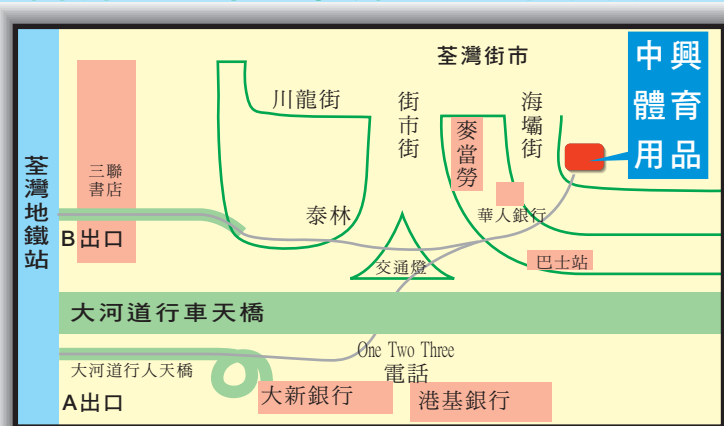 荃灣街市
中興
體育
用品
川龍街
街市街
海壩街
麥當勞
三聯
書店
荃灣地鐵站
泰林
華人銀行
B出口
交通燈
巴士站
大河道行車天橋
One Two Three
電話
大河道行人天橋
A出口
大新銀行
港基銀行